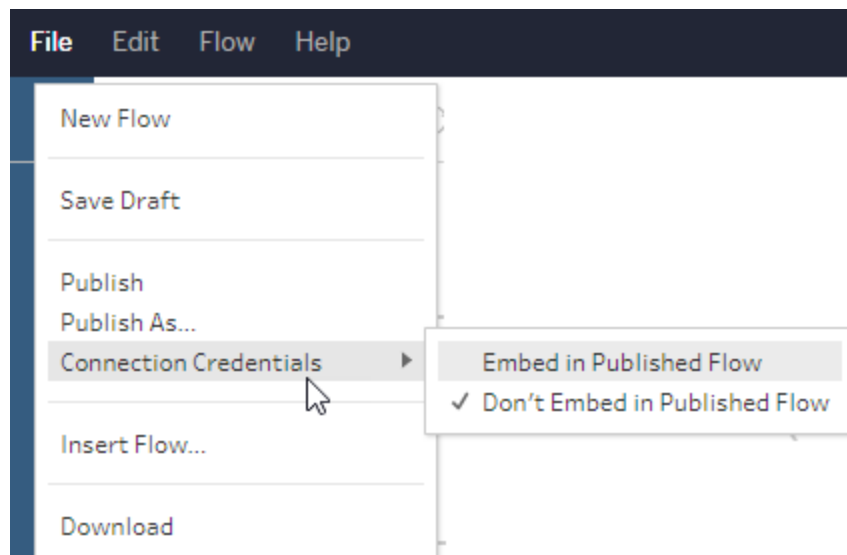 File Edit Flow Help
New Flow
Save Draft
Publish
Publish As...
Connection Credentials
Embed in Published Flow
✓ Don't Embed in Published Flow
Insert Flow...
Download